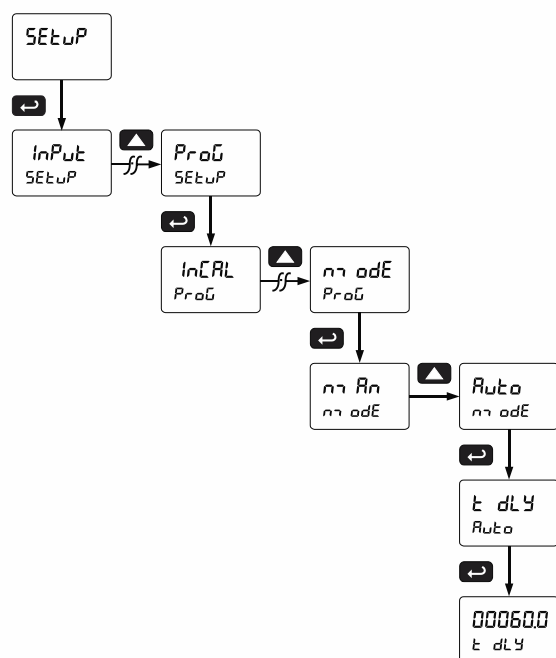 SEtuP
InPut
SEtuP
ProG
SEtuP
InCAL
ProG
modE
ProG
mAn
modE
Auto
modE
t dLY
Auto
00060.0
t dLY